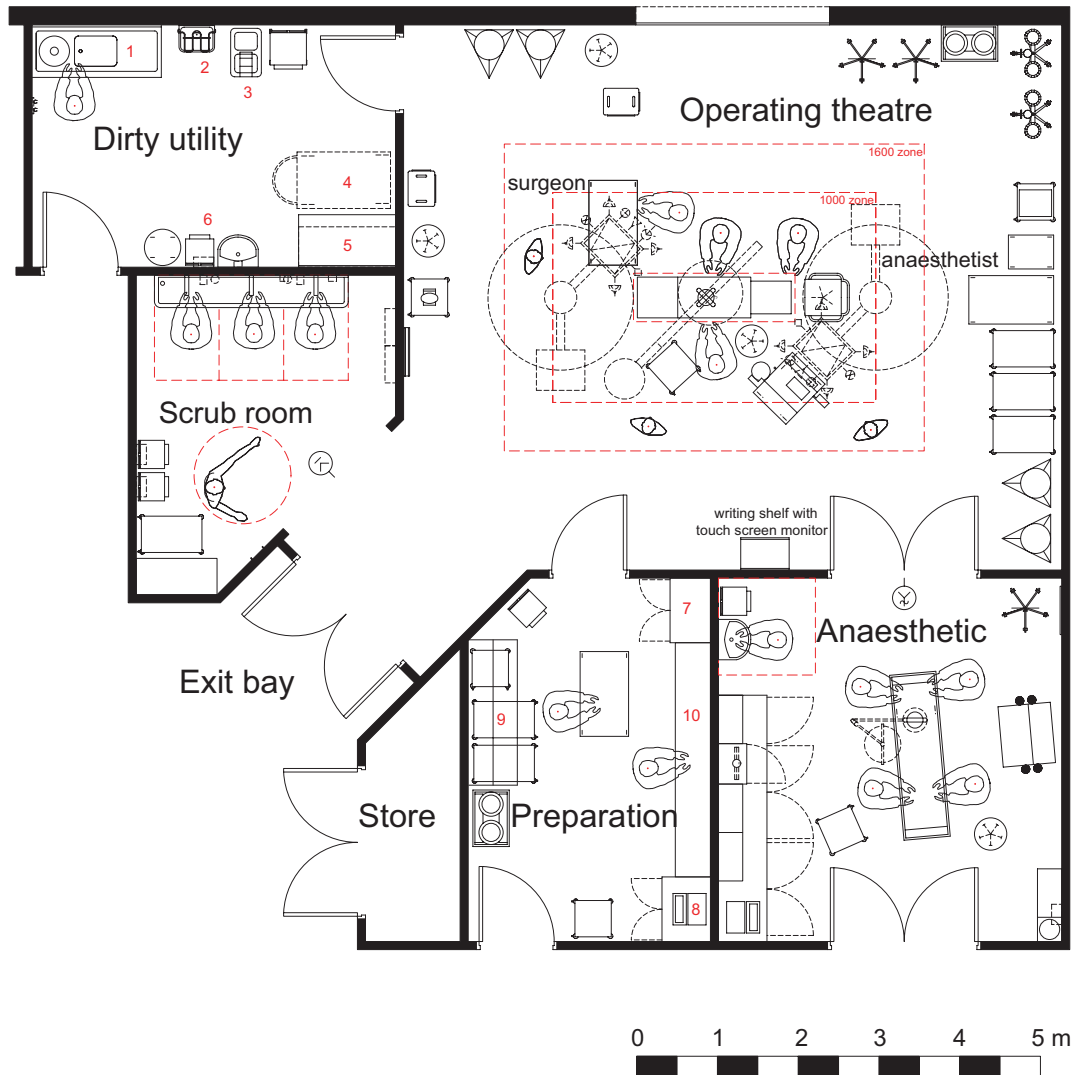 1
2
3
Dirty utility
4
5
6
Operating theatre
1600 zone
surgeon
1000 zone
anaesthetist
Scrub room
writing shelf with
touch screen monitor
Exit bay
7
Anaesthetic
9
10
Store
Preparation
8
0 1 2 3 4 5 m